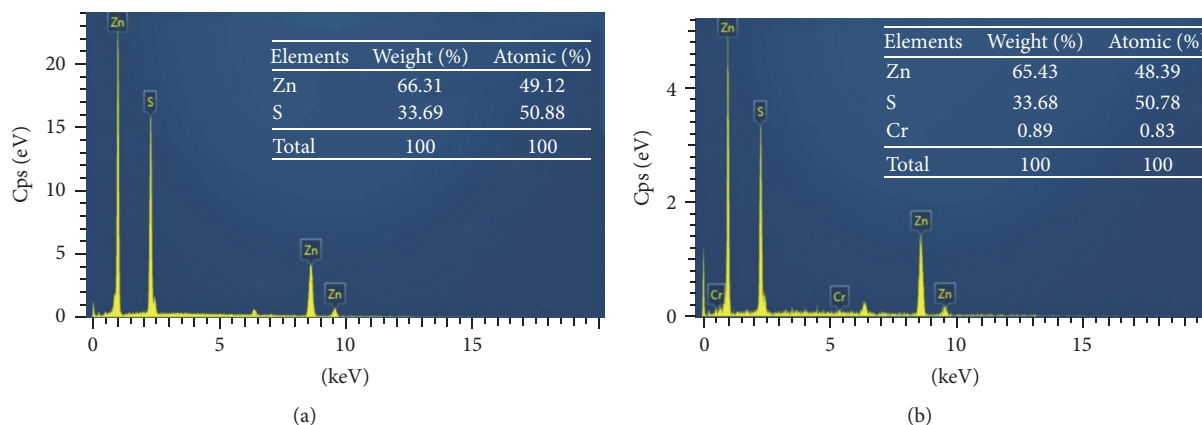 Zn
S
Zn
Zn
Elements Weight (%) Atomic (%)
Zn 66.31 49.12
S 33.69 50.88
Total 100 100
20
15
10
5
0
Cps (eV)
0 5 10 15
(keV)
(a)
Zn
S
Cr
Cr
Zn
Zn
Elements Weight (%) Atomic (%)
Zn 65.43 48.39
S 33.68 50.78
Cr 0.89 0.83
Total 100 100
4
2
0
Cps (eV)
0 5 10 15
(keV)
(b)